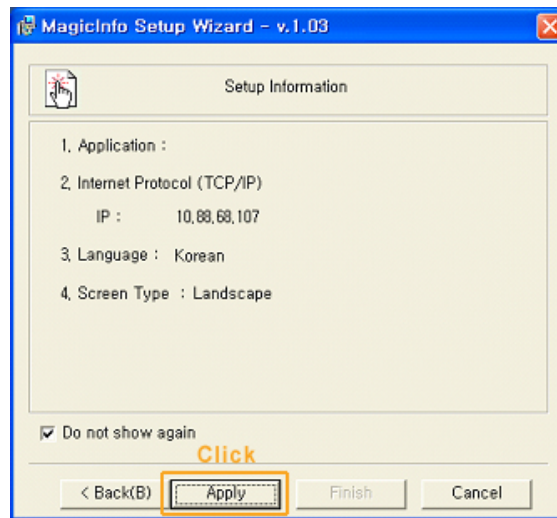 MagicInfo Setup Wizard - v.1.03
Setup Information
1, Application :
2, Internet Protocol (TCP/IP)
IP : 10,88,68,107
3, Language : Korean
4, Screen Type : Landscape
Do not show again
Click
< Back(B) Apply Finish Cancel